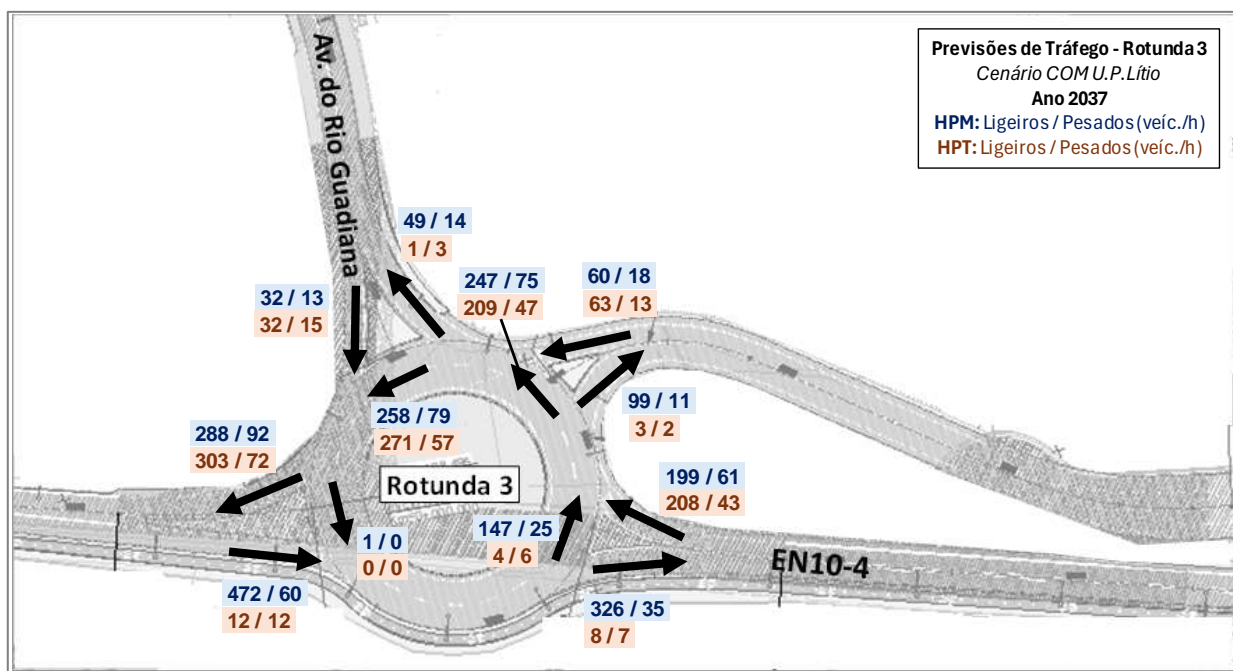 Previsões de Tráfego - Rotunda 3
Cenário COM U.P.Lítio
Ano 2037
HPM: Ligeiros / Pesados (veíc./h)
HPT: Ligeiros / Pesados (veíc./h)
Av. do Rio Guadiana
49 / 14
1 / 3
247 / 75
209 / 47
60 / 18
63 / 13
32 / 13
32 / 15
99 / 11
3 / 2
258 / 79
271 / 57
288 / 92
303 / 72
Rotunda 3
199 / 61
208 / 43
147 / 25
4 / 6
1 / 0
0 / 0
EN10-4
472 / 60
12 / 12
326 / 35
8 / 7